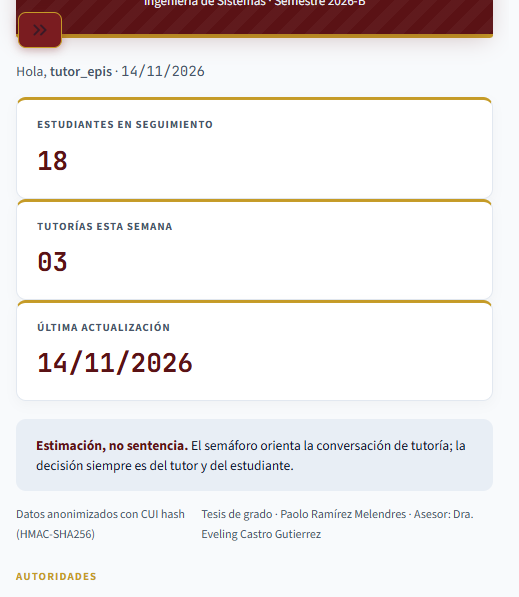 Ingeniería de Sistemas · Semestre 2026-B
»
Hola, tutor_epis · 14/11/2026
ESTUDIANTES EN SEGUIMIENTO
18
TUTORÍAS ESTA SEMANA
03
ÚLTIMA ACTUALIZACIÓN
14/11/2026
Estimación, no sentencia. El semáforo orienta la conversación de tutoría; la
decisión siempre es del tutor y del estudiante.
Datos anonimizados con CUI hash
(HMAC-SHA256)
Tesis de grado · Paolo Ramírez Melendres · Asesor: Dra.
Eveling Castro Gutierrez
AUTORIDADES